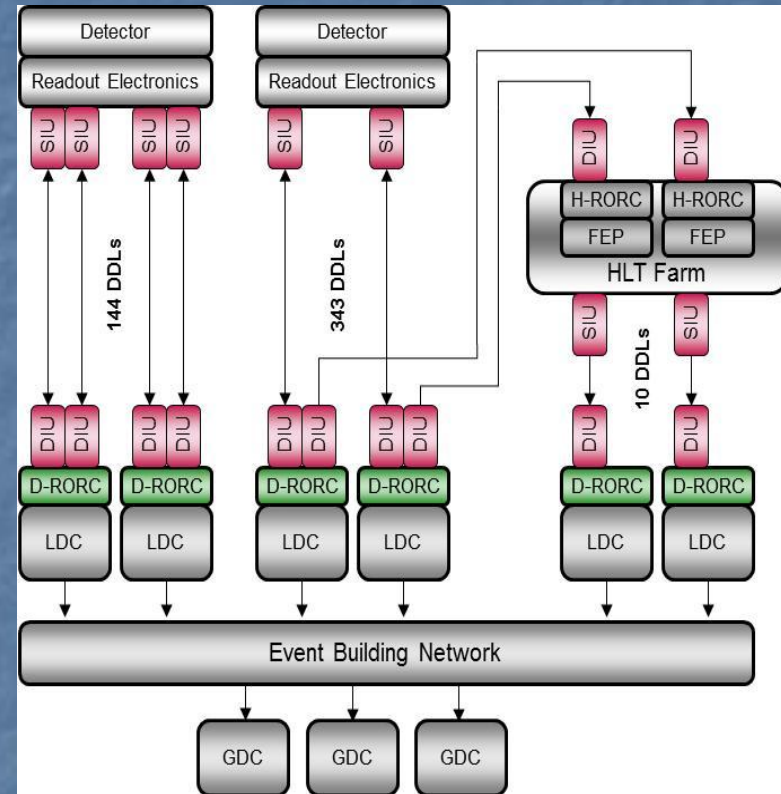 Detector
Detector
Readout Electronics
Readout Electronics
SIU
SIU
SIU
SIU
SIU
SIU
DIU
DIU
H-RORC
H-RORC
FEP
FEP
HLT Farm
144 DDLs
343 DDLs
SIU
SIU
10 DDLs
DIU
DIU
DIU
DIU
DIU
DIU
DIU
DIU
DIU
DIU
D-RORC
D-RORC
D-RORC
D-RORC
D-RORC
D-RORC
LDC
LDC
LDC
LDC
LDC
LDC
Event Building Network
GDC
GDC
GDC